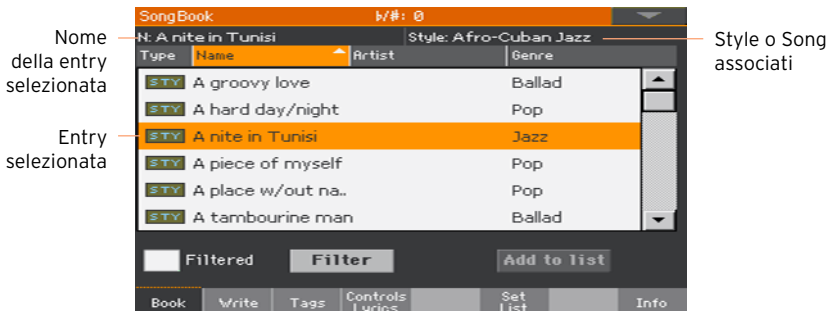 SongBook b/#: 0
Nome della entry selezionata
N: A nite in Tunisi Style: Afro-Cuban Jazz
Style o Song associati
Type Name Artist Genre
STY A groovy love Ballad
STY A hard day/night Pop
Entry selezionata
STY A nite in Tunisi Jazz
STY A piece of myself Pop
STY A place w/out na.. Pop
STY A tambourine man Ballad
Filtered Filter Add to list
Book Write Tags Controls Lyrics Set List Info